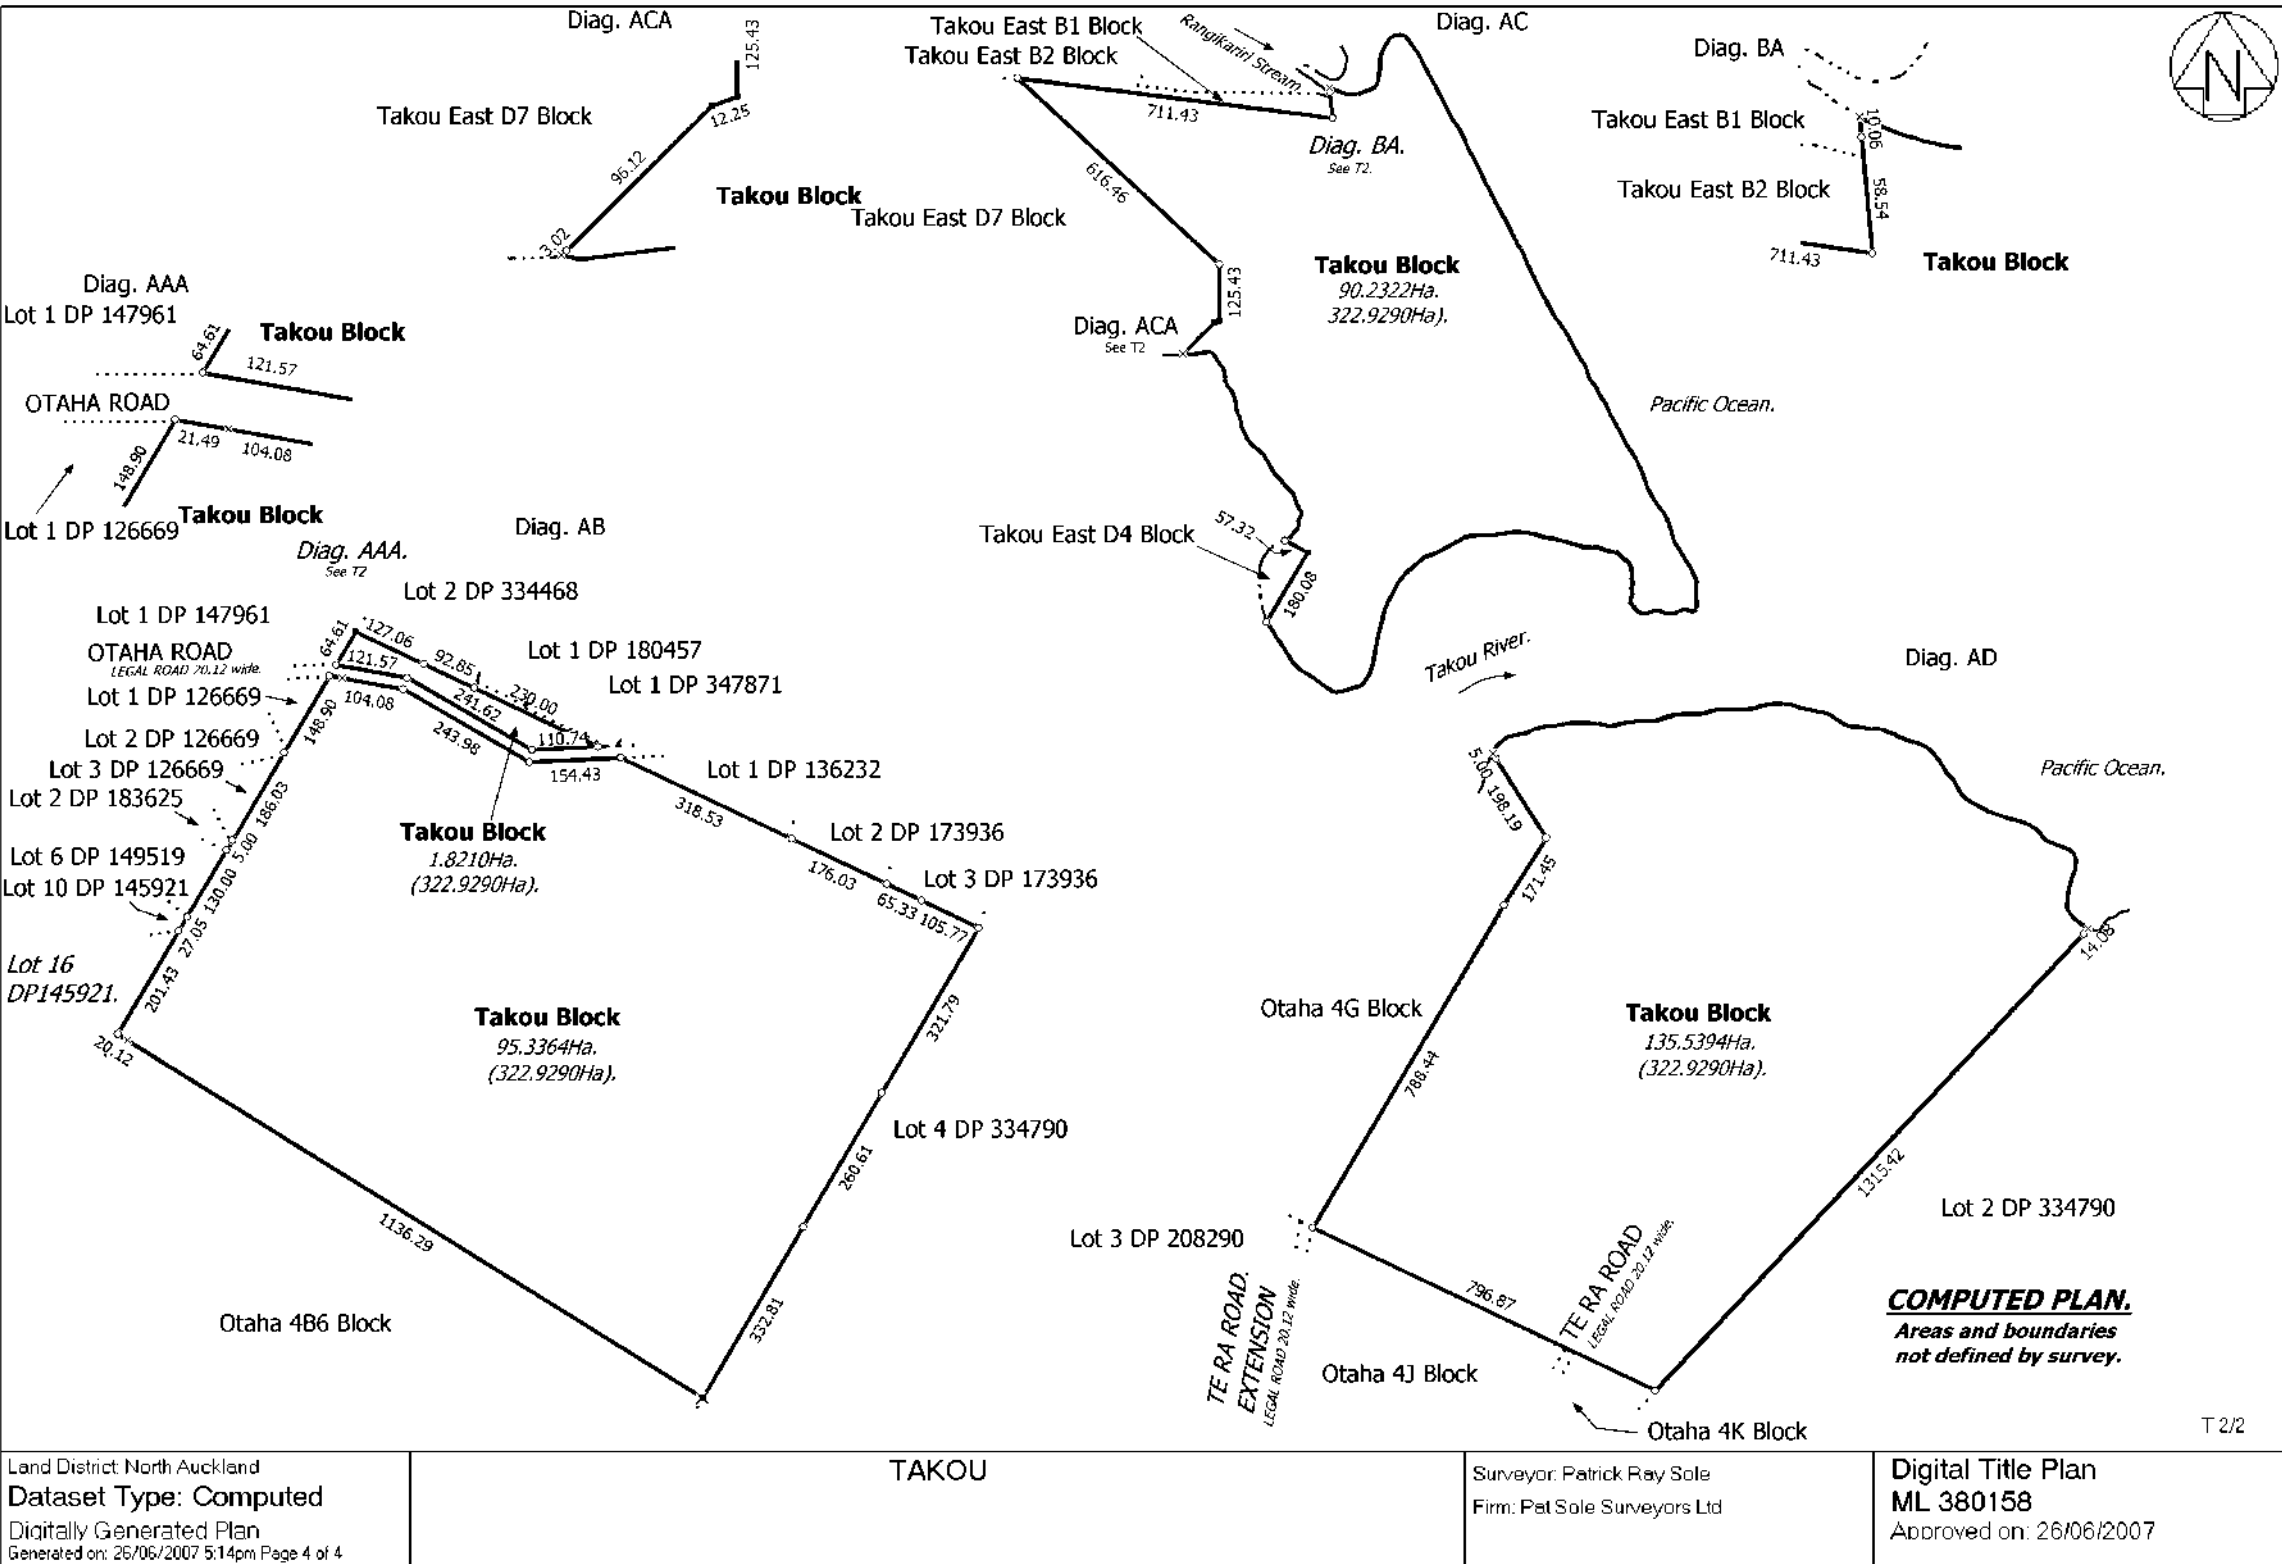 Diag. ACA
125.43
Takou East D7 Block
12.25
96.12
Takou Block
3.02
Takou East B1 Block
Takou East B2 Block
Rangikariri Stream.
Diag. AC
711.43
Diag. BA.
See T2.
616.46
Takou East D7 Block
125.43
Takou Block
90.2322Ha.
322.9290Ha).
Diag. ACA
See T2
Pacific Ocean.
Takou East D4 Block
57.32
180.08
Takou River.
Diag. BA
N
Takou East B1 Block
10.06
Takou East B2 Block
58.54
711.43
Takou Block
Diag. AAA
Lot 1 DP 147961
64.61
Takou Block
121.57
OTAHA ROAD
21.49
104.08
148.90
Lot 1 DP 126669
Takou Block
Diag. AB
Diag. AAA.
See T2
Lot 2 DP 334468
Lot 1 DP 147961
64.61
127.06
OTAHA ROAD
LEGAL ROAD 20.12 wide.
121.57
92.85
Lot 1 DP 180457
Lot 1 DP 347871
230.00
Lot 1 DP 126669
104.08
241.62
148.90
Lot 2 DP 126669
243.98
110.74
Lot 3 DP 126669
154.43
Lot 1 DP 136232
Lot 2 DP 183625
186.03
318.53
5.00
Takou Block
1.8210Ha.
(322.9290Ha).
Lot 2 DP 173936
Lot 6 DP 149519
130.00
176.03
Lot 10 DP 145921
Lot 3 DP 173936
65.33
105.77
27.05
Lot 16
DP145921.
201.43
20.12
Takou Block
95.3364Ha.
(322.9290Ha).
321.79
Lot 4 DP 334790
260.61
1136.29
332.81
Otaha 4B6 Block
Diag. AD
Pacific Ocean.
5.00
198.19
171.45
14.08
Otaha 4G Block
Takou Block
135.5394Ha.
(322.9290Ha).
788.44
1315.42
Lot 2 DP 334790
Lot 3 DP 208290
796.87
TE RA ROAD.
EXTENSION
LEGAL ROAD 20.12 wide.
TE RA ROAD
LEGAL ROAD 20.12 wide.
Otaha 4J Block
Otaha 4K Block
COMPUTED PLAN.
Areas and boundaries
not defined by survey.
T 2/2
Land District: North Auckland
Dataset Type: Computed
Digitally Generated Plan
Generated on: 26/06/2007 5:14pm Page 4 of 4
TAKOU
Surveyor: Patrick Ray Sole
Firm: Pat Sole Surveyors Ltd
Digital Title Plan
ML 380158
Approved on: 26/06/2007